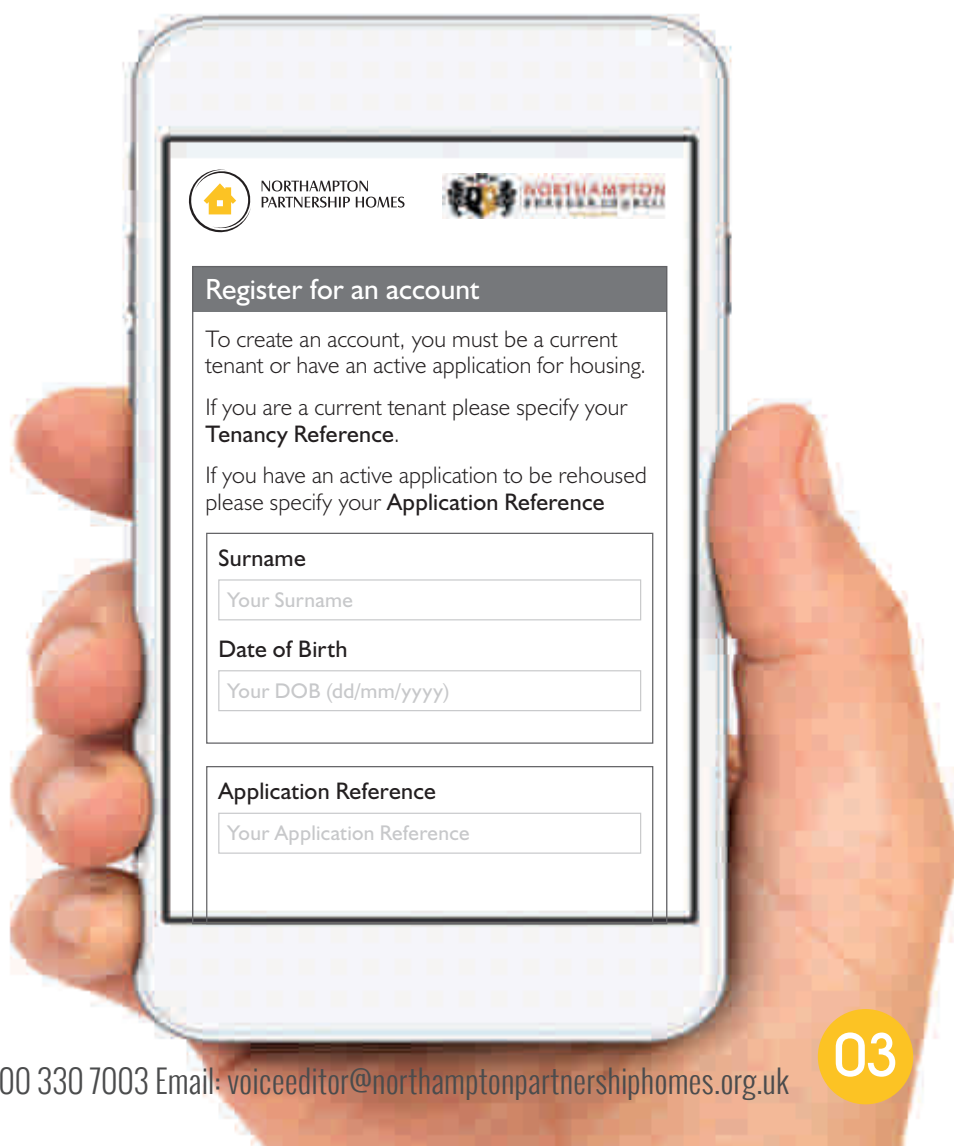 NORTHAMPTON
PARTNERSHIP HOMES
NORTHAMPTON
BOROUGH COUNCIL
Register for an account
To create an account, you must be a current
tenant or have an active application for housing.
If you are a current tenant please specify your
Tenancy Reference.
If you have an active application to be rehoused
please specify your Application Reference
Surname
Your Surname
Date of Birth
Your DOB (dd/mm/yyyy)
Application Reference
Your Application Reference
00 330 7003 Email: voiceeditor@northamptonpartnershiphomes.org.uk
03